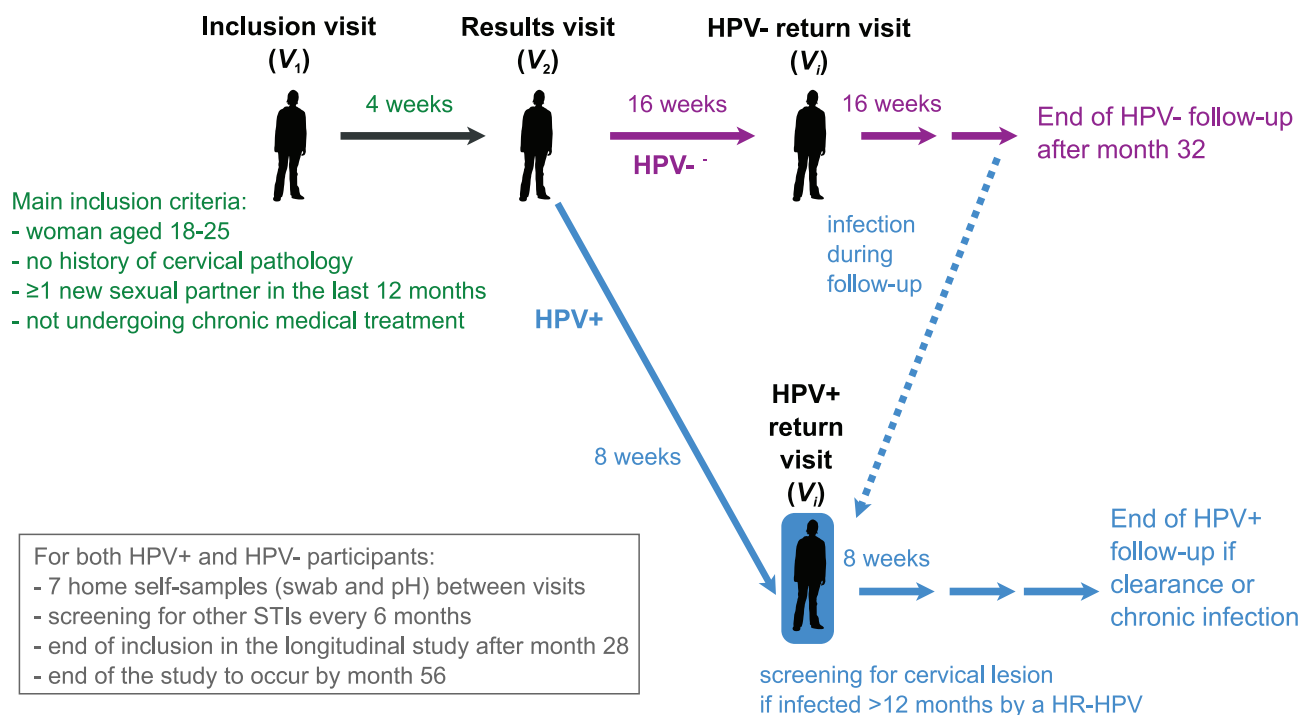 Inclusion visit
(V1)
Results visit
(V2)
HPV- return visit
(Vi)
4 weeks
16 weeks
HPV- -
16 weeks
End of HPV- follow-up
after month 32
Main inclusion criteria:
- woman aged 18-25
- no history of cervical pathology
- ≥1 new sexual partner in the last 12 months
- not undergoing chronic medical treatment
infection
during
follow-up
HPV+
8 weeks
HPV+
return
visit
(Vi)
8 weeks
End of HPV+
follow-up if
clearance or
chronic infection
For both HPV+ and HPV- participants:
- 7 home self-samples (swab and pH) between visits
- screening for other STIs every 6 months
- end of inclusion in the longitudinal study after month 28
- end of the study to occur by month 56
screening for cervical lesion
if infected >12 months by a HR-HPV